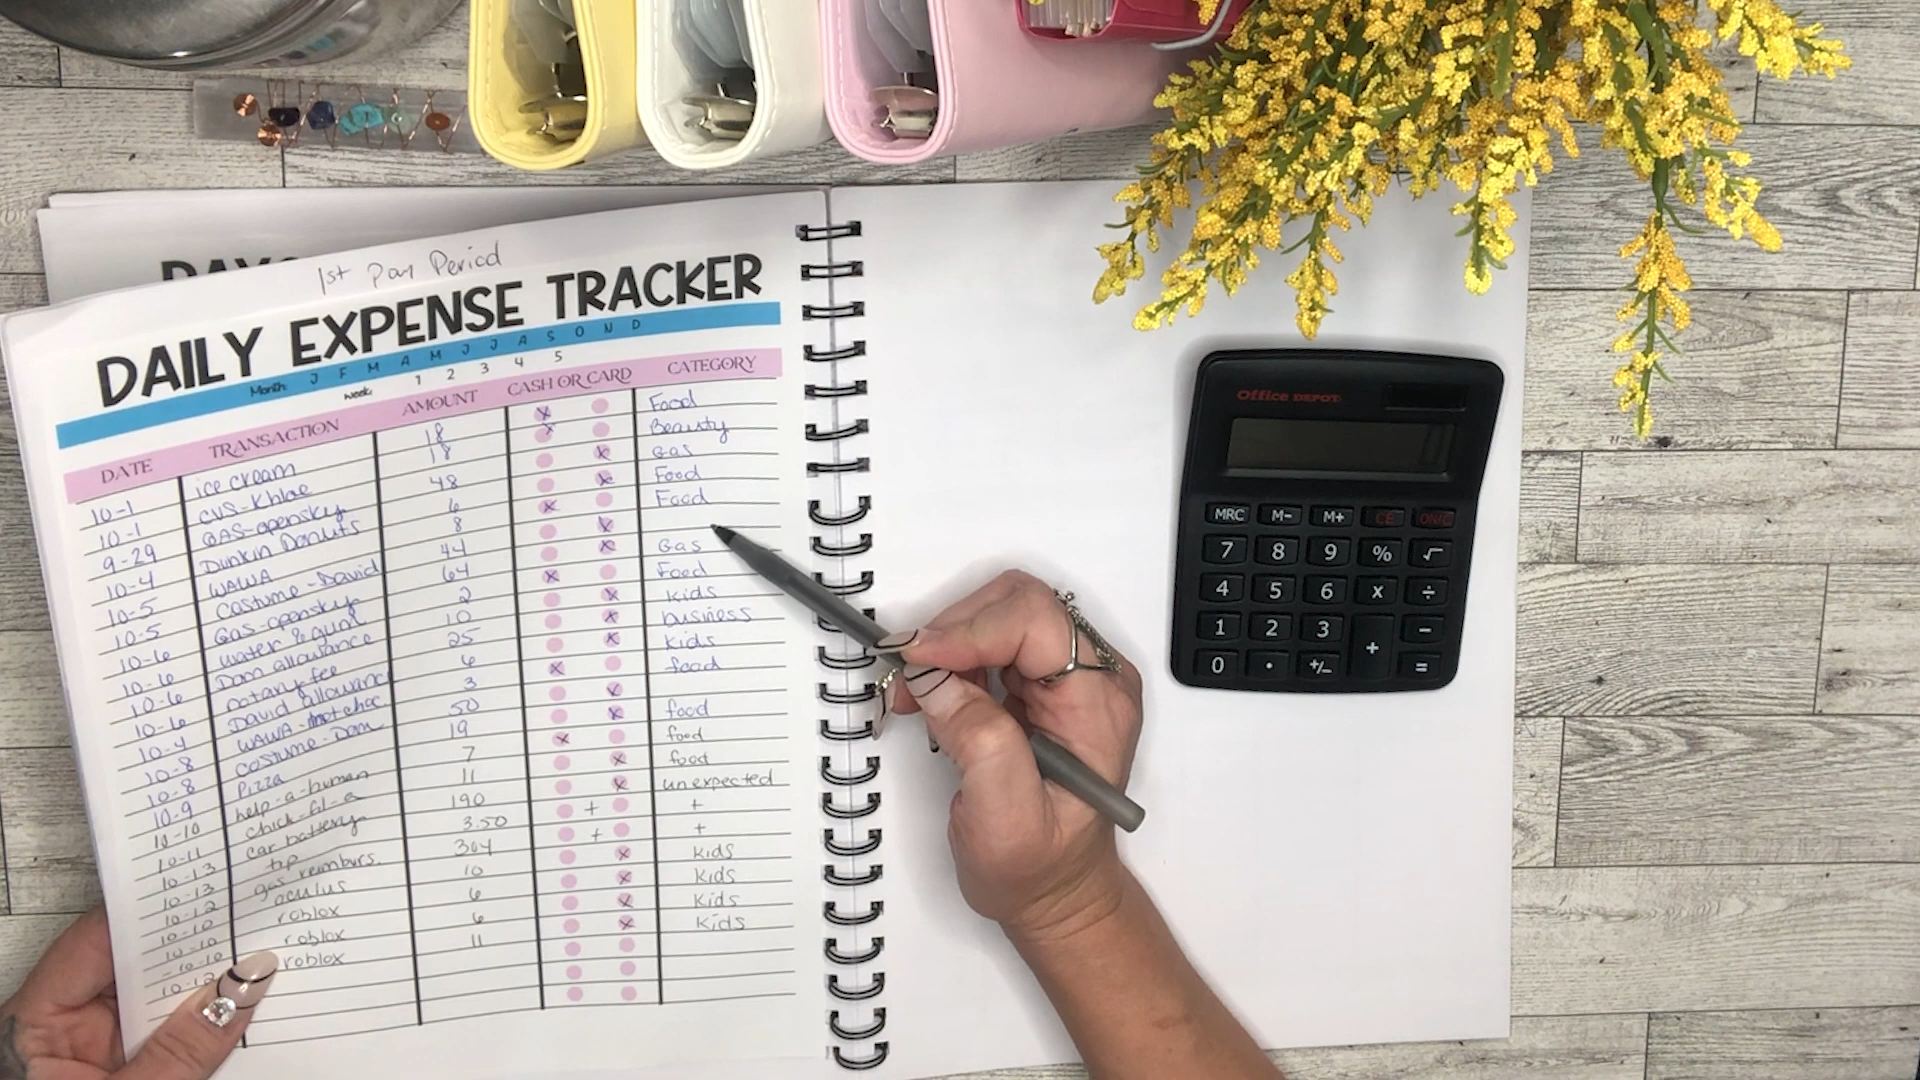 DAYS
1st Pay Period
DAILY EXPENSE TRACKER
Month: J F M A M J J A S O N D
week: 1 2 3 4 5
DATE TRANSACTION AMOUNT CASH OR CARD CATEGORY
10-1 ice cream 18 x Food
10-1 CVS-Khloe 18 x Beauty
9-29 GAS-opensky 48 x Gas
10-4 Dunkin Donuts 6 x Food
10-5 WAWA 8 x Food
10-5 Costume-David 44 x
10-6 Gas-opensky 64 x Gas
10-6 water & gum 2 x Food
10-6 Dom allowance 10 x kids
10-6 notary fee 25 x business
10-4 David allowance 6 x kids
10-8 WAWA-hot choc 3 x food
10-8 Costume-Dom 50 x
10-9 Pizza 19 x food
10-10 help-a-human 7 x food
10-11 chick-fil-a 11 x food
10-13 car battery 190 x unexpected
10-13 tip 3.50 + +
10-12 gas reimburs. 304 + +
10-10 oculus 10 x kids
10-10 roblox 6 x kids
-10-10 roblox 6 x kids
10-12 roblox 11 x kids
Office DEPOT
0
MRC M- M+ CE ON/C
7 8 9 % √
4 5 6 x ÷
1 2 3 + −
0 • +/− =